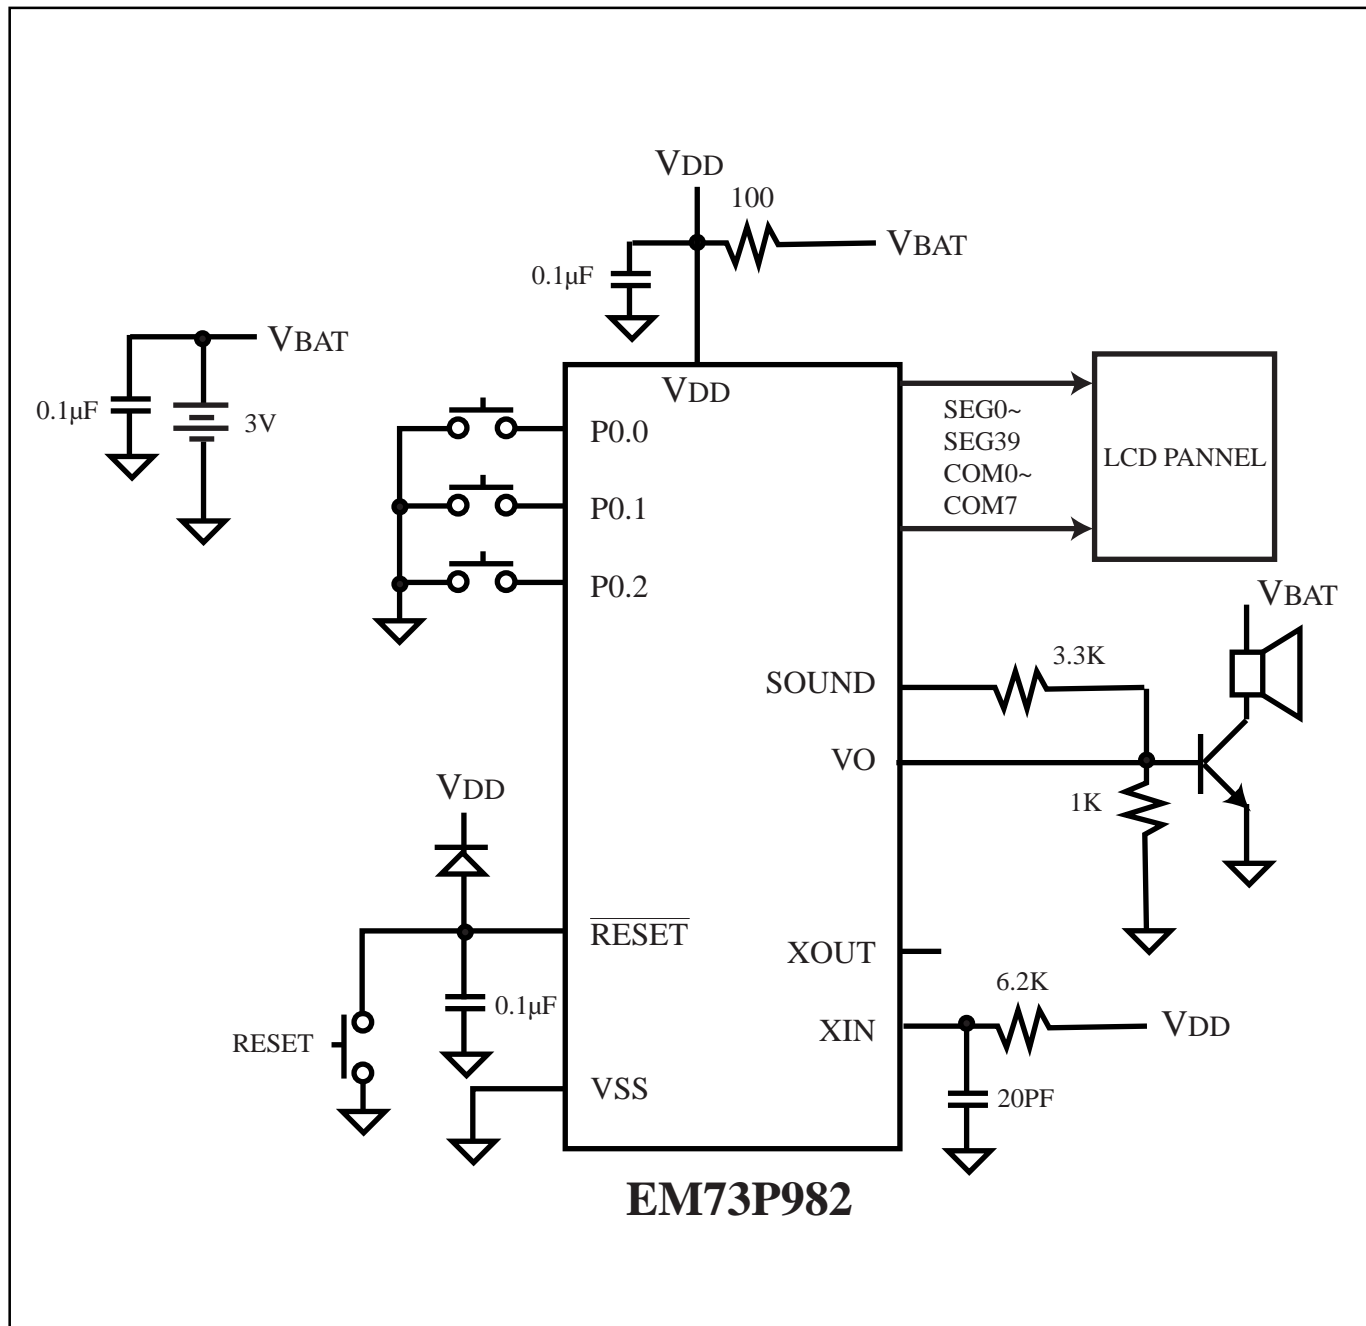 VDD
100
VBAT
0.1µF
VBAT
0.1µF
3V
VDD
P0.0
P0.1
P0.2
SEG0~
SEG39
COM0~
COM7
LCD PANNEL
VBAT
3.3K
SOUND
VO
1K
VDD
RESET
0.1µF
RESET
VSS
XOUT
6.2K
XIN
VDD
20PF
EM73P982